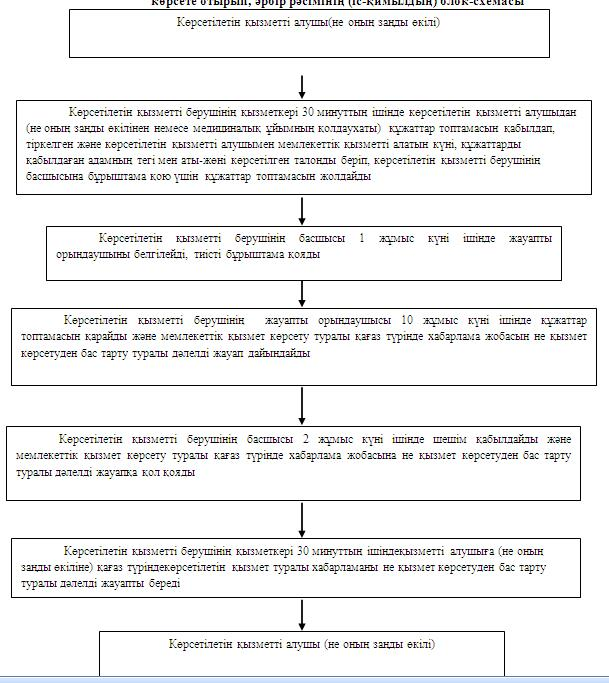 көрсете отырып, әрбір рәсімінің (іс-қимылдың) блок-схемасы
Көрсетілетін қызметті алушы(не оның заңды өкілі)
Көрсетілетін қызметті берушінің қызметкері 30 минуттын ішінде көрсетілетін қызметті алушыдан
(не оның заңды өкілінен немесе медициналық ұйымнын қолдаухаты) құжаттар топтамасын қабылдап,
тіркелген және көрсетілетін қызметті алушымен мемлекеттік қызметті алатын күні, құжаттарды
қабылдаған адамнын тегі мен аты-жөні көрсетілген талонды беріп, көрсетілетін қызметті берушінің
басшысына бұрыштама қою үшін құжаттар топтамасын жолдайды
Көрсетілетін қызметті берушінің басшысы 1 жұмыс күні ішінде жауапты
орындаушыны белгілейді, тиісті бұрыштама қояды
Көрсетілетін қызметті берушінің жауапты орындаушысы 10 жұмыс күні ішінде құжаттар
топтамасын қарайды және мемлекеттік қызмет көрсету туралы қағаз түрінде хабарлама жобасын не қызмет
көрсетуден бас тарту туралы дәлелді жауап дайындайды
Көрсетілетін қызметті берушінің басшысы 2 жұмыс күні ішінде шешім қабылдайды және
мемлекеттік қызмет көрсету туралы қағаз түрінде хабарлама жобасына не қызмет көрсетуден бас тарту
туралы дәлелді жауапқа қол қояды
Көрсетілетін қызметті берушінің қызметкері 30 минуттын ішіндеқызметті алушыға (не оның
заңды өкіліне) қағаз түріндекөрсетілетін қызмет туралы хабарламаны не қызмет көрсетуден бас тарту
туралы дәлелді жауапты береді
Көрсетілетін қызметті алушы (не оның заңды өкілі)